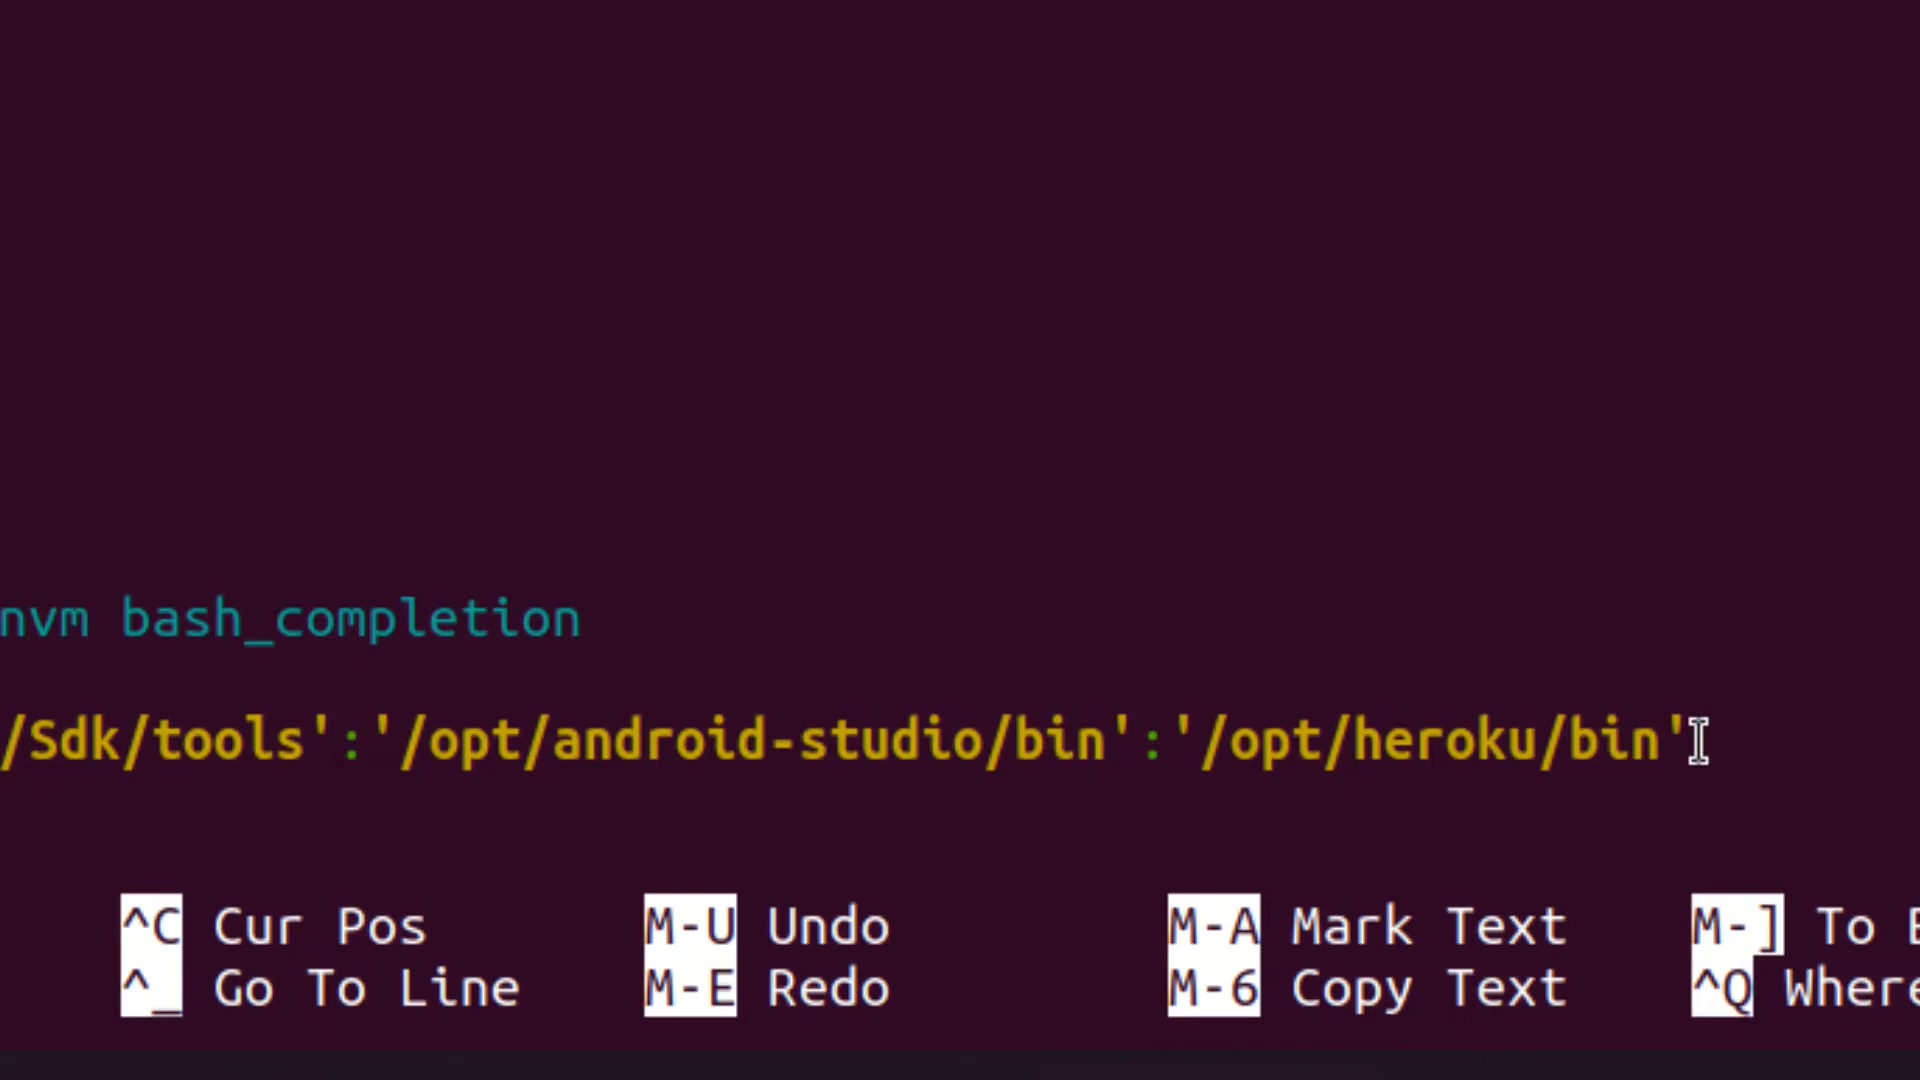 nvm bash_completion
/Sdk/tools':'/opt/android-studio/bin':'/opt/heroku/bin'
^C Cur Pos M-U Undo M-A Mark Text M-] To
^_ Go To Line M-E Redo M-6 Copy Text ^Q Where